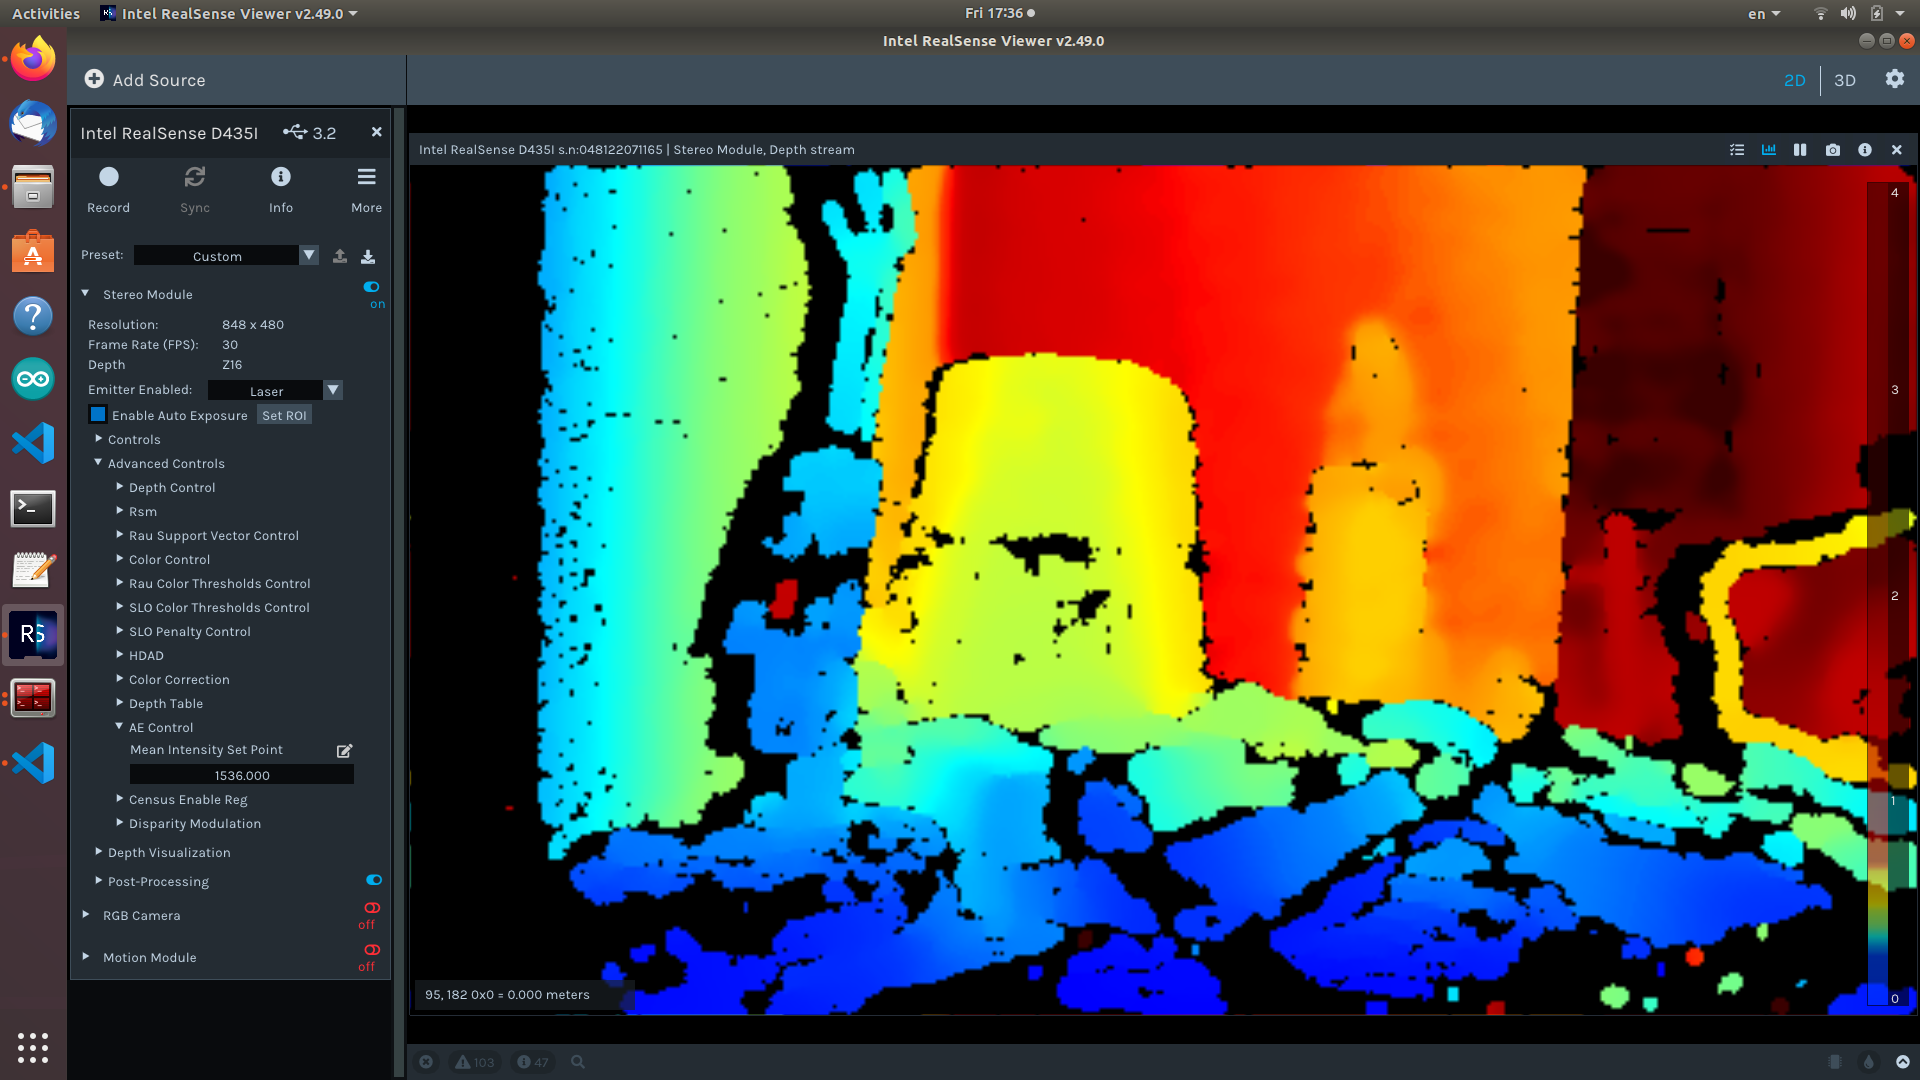 Activities
RS
Intel RealSense Viewer v2.49.0
Fri 17:36
en
Intel RealSense Viewer v2.49.0
Add Source
2D
3D
Intel RealSense D435I
3.2
Record
Sync
Info
More
Preset:
Custom
Stereo Module
on
Resolution:
848 x 480
Frame Rate (FPS):
30
Depth
Z16
Emitter Enabled:
Laser
Enable Auto Exposure
Set ROI
Controls
Advanced Controls
Depth Control
Rsm
Rau Support Vector Control
Color Control
Rau Color Thresholds Control
SLO Color Thresholds Control
SLO Penalty Control
HDAD
Color Correction
Depth Table
AE Control
Mean Intensity Set Point
1536.000
Census Enable Reg
Disparity Modulation
Depth Visualization
Post-Processing
RGB Camera
off
Motion Module
off
Intel RealSense D435I s.n:048122071165 | Stereo Module, Depth stream
4
3
2
1
0
95, 182 0x0 = 0.000 meters
103
47
RS